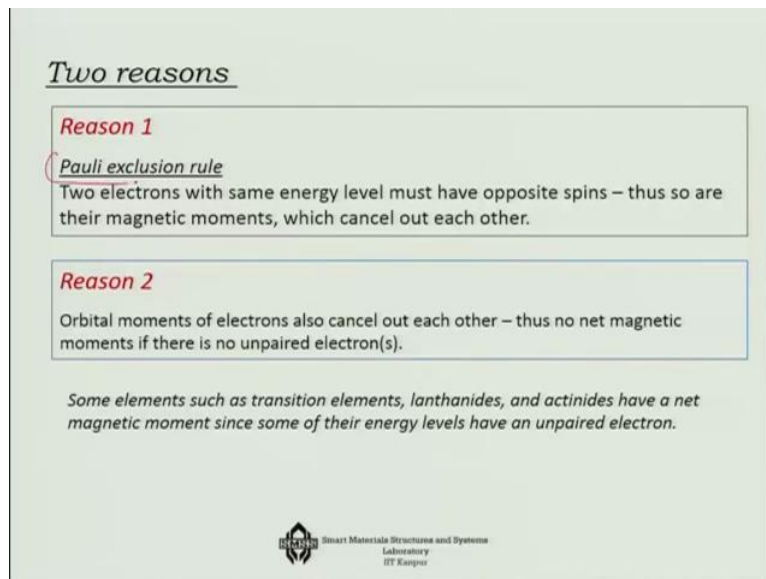 Two reasons
Reason 1
Pauli exclusion rule
Two electrons with same energy level must have opposite spins – thus so are
their magnetic moments, which cancel out each other.
Reason 2
Orbital moments of electrons also cancel out each other – thus no net magnetic
moments if there is no unpaired electron(s).
Some elements such as transition elements, lanthanides, and actinides have a net
magnetic moment since some of their energy levels have an unpaired electron.
Smart Materials Structures and Systems
Laboratory
IIT Kanpur